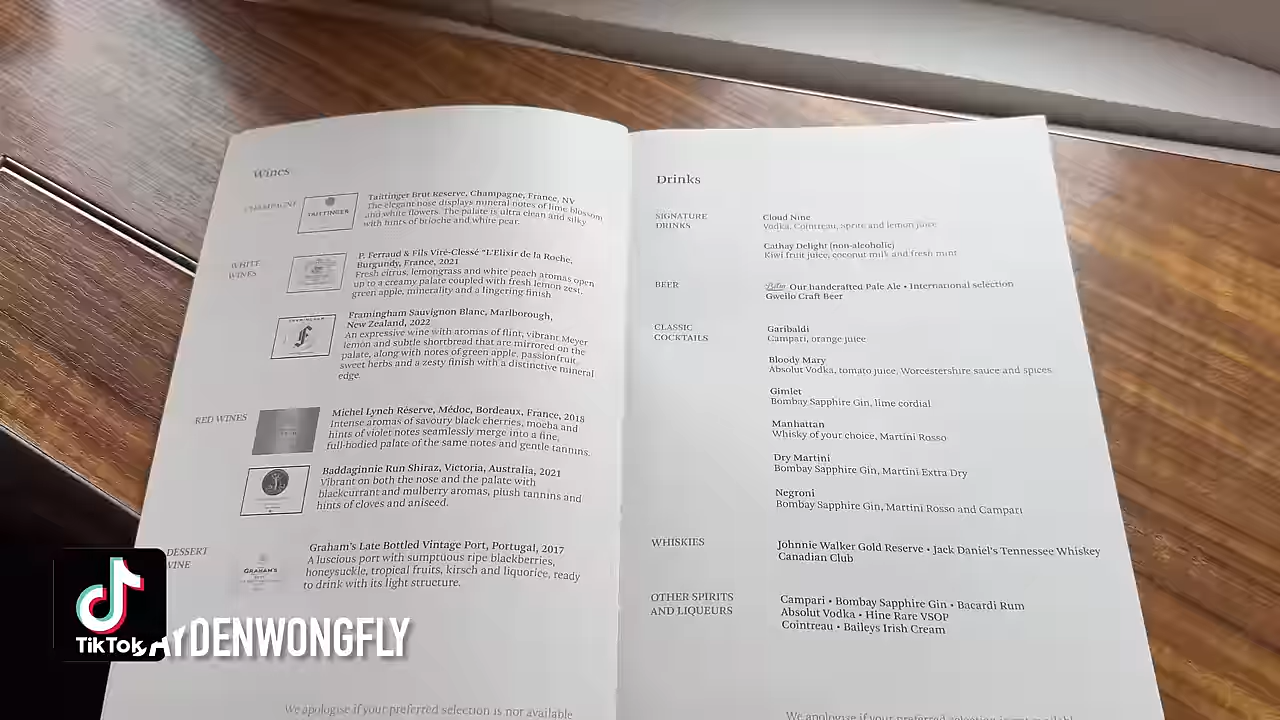 Wines
CHAMPAGNE
TAITTINGER
Taittinger Brut Reserve, Champagne, France, NV
The elegant nose displays mineral notes of lime blossom
and white flowers. The palate is ultra clean and silky
with hints of brioche and white pear.
WHITE
WINES
P. Ferraud & Fils Viré-Clessé "L'Elixir de la Roche,
Burgundy, France, 2021
Fresh citrus, lemongrass and white peach aromas open
up to a creamy palate coupled with fresh lemon zest,
green apple, minerality and a lingering finish
FRAMINGHAM
F
Framingham Sauvignon Blanc, Marlborough,
New Zealand, 2022
An expressive wine with aromas of flint, vibrant Meyer
lemon and subtle shortbread that are mirrored on the
palate, along with notes of green apple, passionfruit,
sweet herbs and a zesty finish with a distinctive mineral
edge.
RED WINES
Michel Lynch Réserve, Médoc, Bordeaux, France, 2018
Intense aromas of savoury black cherries, mocha and
hints of violet notes seamlessly merge into a fine,
full-bodied palate of the same notes and gentle tannins.
Baddaginnie Run Shiraz, Victoria, Australia, 2021
Vibrant on both the nose and the palate with
blackcurrant and mulberry aromas, plush tannins and
hints of cloves and aniseed.
DESSERT
WINE
GRAHAM'S
Graham's Late Bottled Vintage Port, Portugal, 2017
A luscious port with sumptuous ripe blackberries,
honeysuckle, tropical fruits, kirsch and liquorice, ready
to drink with its light structure.
We apologise if your preferred selection is not available
Drinks
SIGNATURE
DRINKS
Cloud Nine
Vodka, Cointreau, Sprite and lemon juice
Cathay Delight (non-alcoholic)
Kiwi fruit juice, coconut milk and fresh mint
BEER
Betsy Our handcrafted Pale Ale • International selection
Gweilo Craft Beer
CLASSIC
COCKTAILS
Garibaldi
Campari, orange juice
Bloody Mary
Absolut Vodka, tomato juice, Worcestershire sauce and spices
Gimlet
Bombay Sapphire Gin, lime cordial
Manhattan
Whisky of your choice, Martini Rosso
Dry Martini
Bombay Sapphire Gin, Martini Extra Dry
Negroni
Bombay Sapphire Gin, Martini Rosso and Campari
WHISKIES
Johnnie Walker Gold Reserve • Jack Daniel's Tennessee Whiskey
Canadian Club
OTHER SPIRITS
AND LIQUEURS
Campari • Bombay Sapphire Gin • Bacardi Rum
Absolut Vodka • Hine Rare VSOP
Cointreau • Baileys Irish Cream
We apologise if your preferred selection is not
TikTok
JAYDENWONGFLY